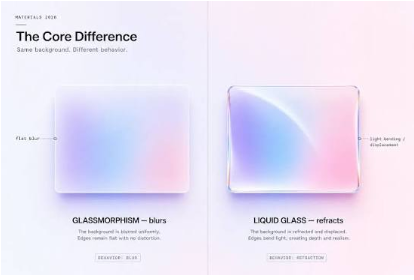 MATERIALS 2026
The Core Difference
Same background. Different behavior.
flat blur
light bending /
displacement
GLASSMORPHISM — blurs
The background is blurred uniformly.
Edges remain flat with no distortion.
BEHAVIOR: BLUR
LIQUID GLASS — refracts
The background is refracted and displaced.
Edges bend light, creating depth and realism.
BEHAVIOR: REFRACTION